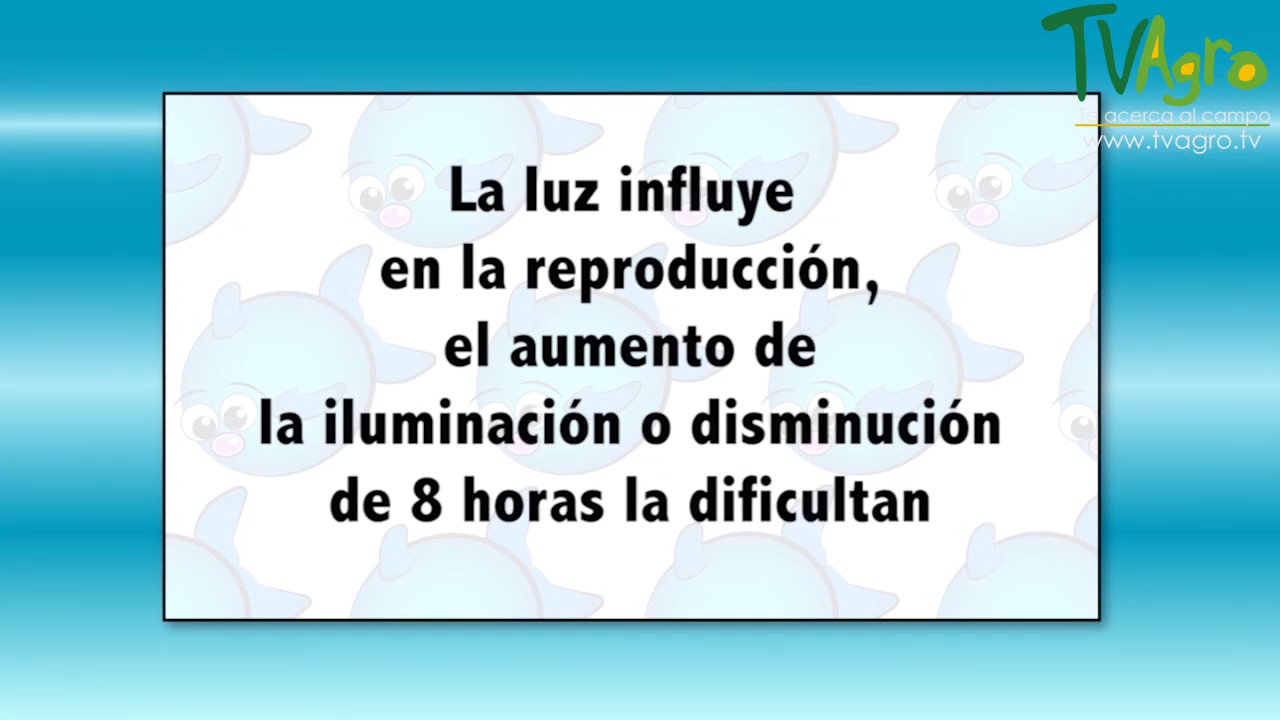 TVAgro
Te acerca al campo
www.tvagro.tv
La luz influye
en la reproducción,
el aumento de
la iluminación o disminución
de 8 horas la dificultan